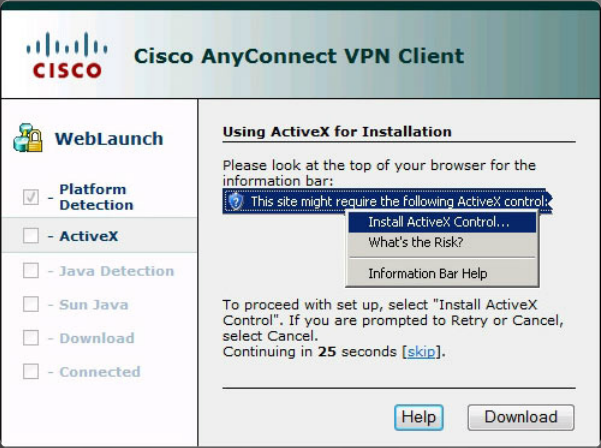 CISCO
Cisco AnyConnect VPN Client
WebLaunch
- Platform
Detection
- ActiveX
- Java Detection
- Sun Java
- Download
- Connected
Using ActiveX for Installation
Please look at the top of your browser for the
information bar:
This site might require the following ActiveX control:
Install ActiveX Control...
What's the Risk?
Information Bar Help
To proceed with set up, select "Install ActiveX
Control". If you are prompted to Retry or Cancel,
select Cancel.
Continuing in 25 seconds [skip].
Help
Download